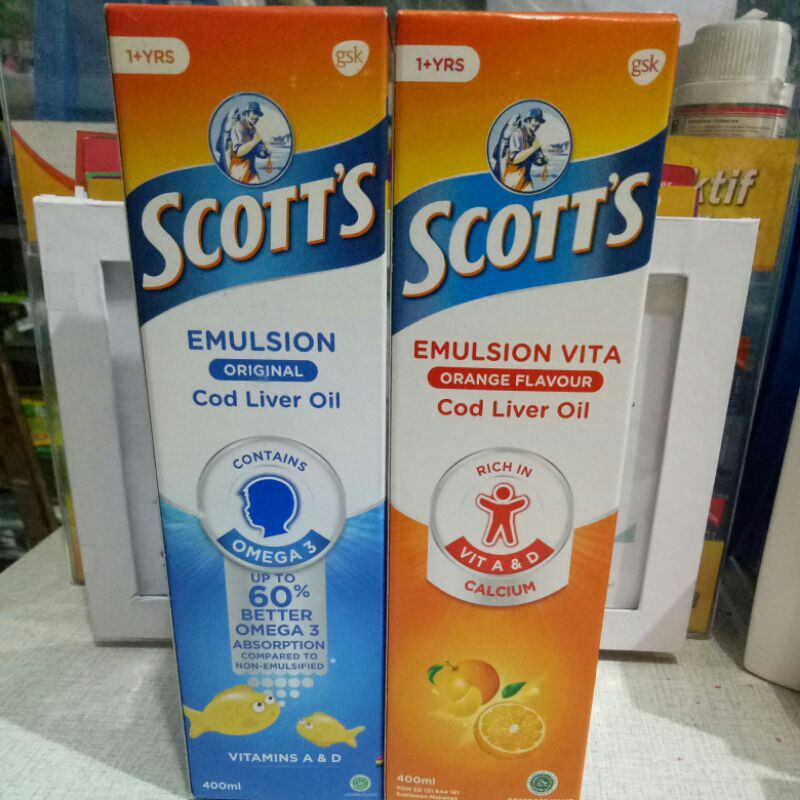 1+YRS
gsk
SCOTT'S
EMULSION
ORIGINAL
Cod Liver Oil
CONTAINS
OMEGA 3
UP TO
60%
BETTER
OMEGA 3
ABSORPTION
COMPARED TO
NON-EMULSIFIED
VITAMINS A & D
400ml
1+YRS
gsk
SCOTT'S
EMULSION VITA
ORANGE FLAVOUR
Cod Liver Oil
RICH IN
VIT A & D
CALCIUM
400ml
Suplemen Makanan
ktif